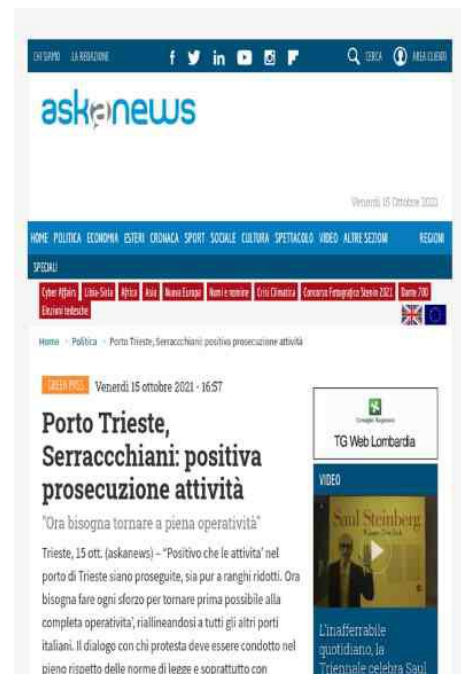 CHI SIAMO LA REDAZIONE CERCA AREA CLIENTI
askanews
Venerdì 15 Ottobre 2021
HOME POLITICA ECONOMIA ESTERI CRONACA SPORT SOCIALE CULTURA SPETTACOLO VIDEO ALTRE SEZIONI REGIONI
SPECIALI
Cyber Affairs Libia-Siria Africa Asia Nuova Europa Nomi e nomine Crisi Climatica Concorso Fotografico Stenin 2021 Dante 700
Elezioni tedesche
Home Politica Porto Trieste, Serraccchiani: positiva prosecuzione attività
GREEN PASS Venerdì 15 ottobre 2021 - 16:57
Porto Trieste,
Serraccchiani: positiva
prosecuzione attività
"Ora bisogna tornare a piena operatività"
Trieste, 15 ott. (askanews) – "Positivo che le attivita' nel
porto di Trieste siano proseguite, sia pur a ranghi ridotti. Ora
bisogna fare ogni sforzo per tornare prima possibile alla
completa operativita', riallineandosi a tutti gli altri porti
italiani. Il dialogo con chi protesta deve essere condotto nel
pieno rispetto delle norme di legge e soprattutto con
TG Web Lombardia
VIDEO
Saul Steinberg
L'inafferrabile
quotidiano, la
Triennale celebra Saul